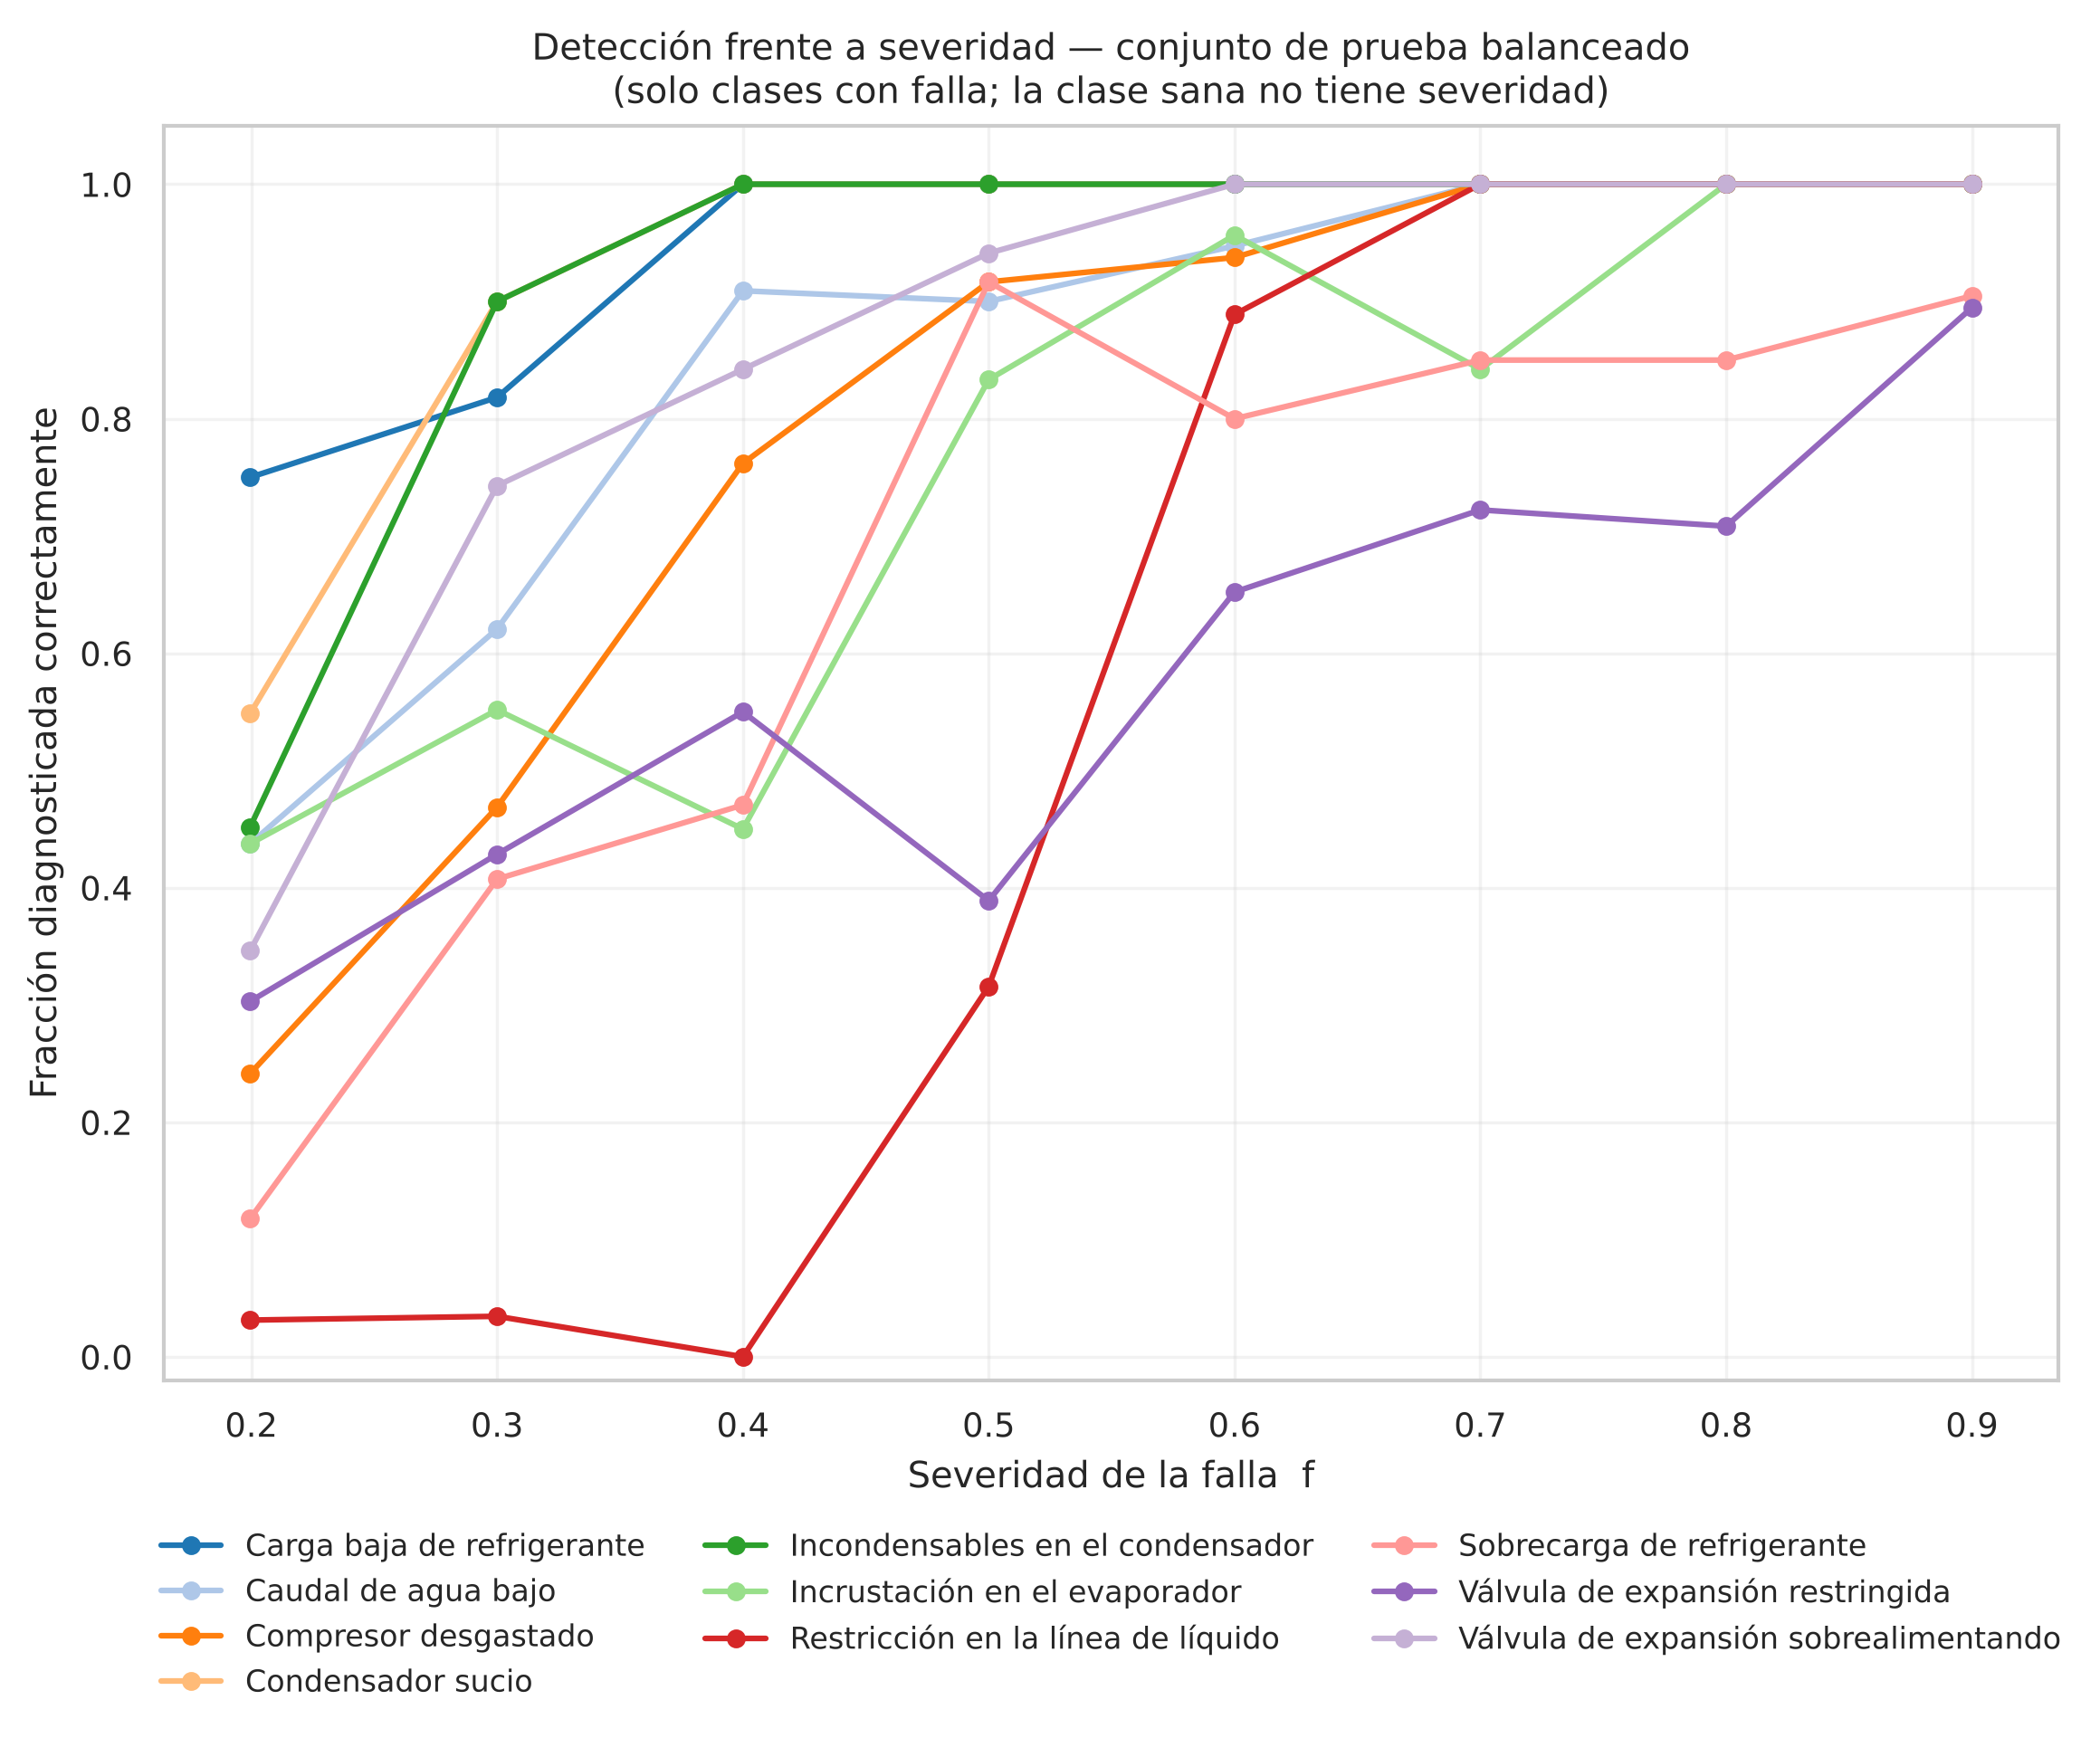 Detección frente a severidad — conjunto de prueba balanceado
(solo clases con falla; la clase sana no tiene severidad)
Fracción diagnosticada correctamente
1.0
0.8
0.6
0.4
0.2
0.0
0.2 0.3 0.4 0.5 0.6 0.7 0.8 0.9
Severidad de la falla f
Carga baja de refrigerante
Caudal de agua bajo
Compresor desgastado
Condensador sucio
Incondensables en el condensador
Incrustación en el evaporador
Restricción en la línea de líquido
Sobrecarga de refrigerante
Válvula de expansión restringida
Válvula de expansión sobrealimentando